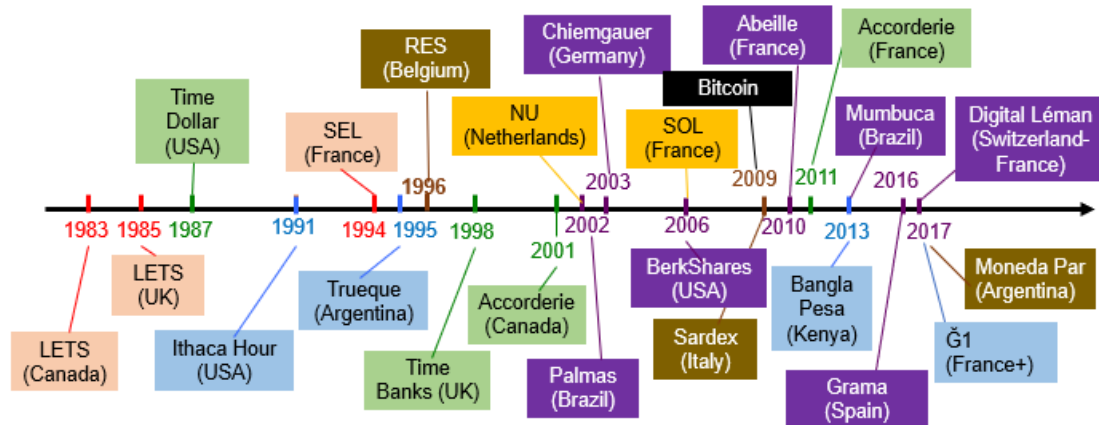 Time
Dollar
(USA)
SEL
(France)
RES
(Belgium)
NU
(Netherlands)
Chiemgauer
(Germany)
SOL
(France)
Bitcoin
Abeille
(France)
Accorderie
(France)
Mumbuca
(Brazil)
Digital Léman
(Switzerland-
France)
1983
1985
1987
1991
1994
1995
1996
1998
2001
2002
2003
2006
2009
2010
2011
2013
2016
2017
LETS
(Canada)
LETS
(UK)
Ithaca Hour
(USA)
Trueque
(Argentina)
Time
Banks (UK)
Accorderie
(Canada)
Palmas
(Brazil)
BerkShares
(USA)
Sardex
(Italy)
Bangla
Pesa
(Kenya)
Grama
(Spain)
Moneda Par
(Argentina)
Ğ1
(France+)